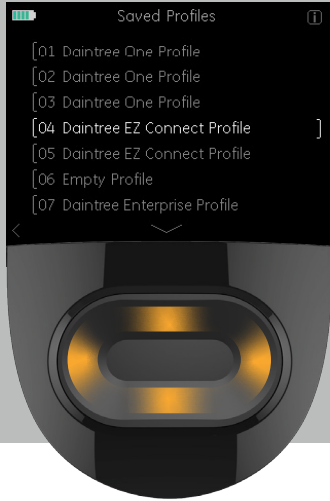 Saved Profiles
[01 Daintree One Profile
[02 Daintree One Profile
[03 Daintree One Profile
[04 Daintree EZ Connect Profile ]
[05 Daintree EZ Connect Profile
[06 Empty Profile
[07 Daintree Enterprise Profile